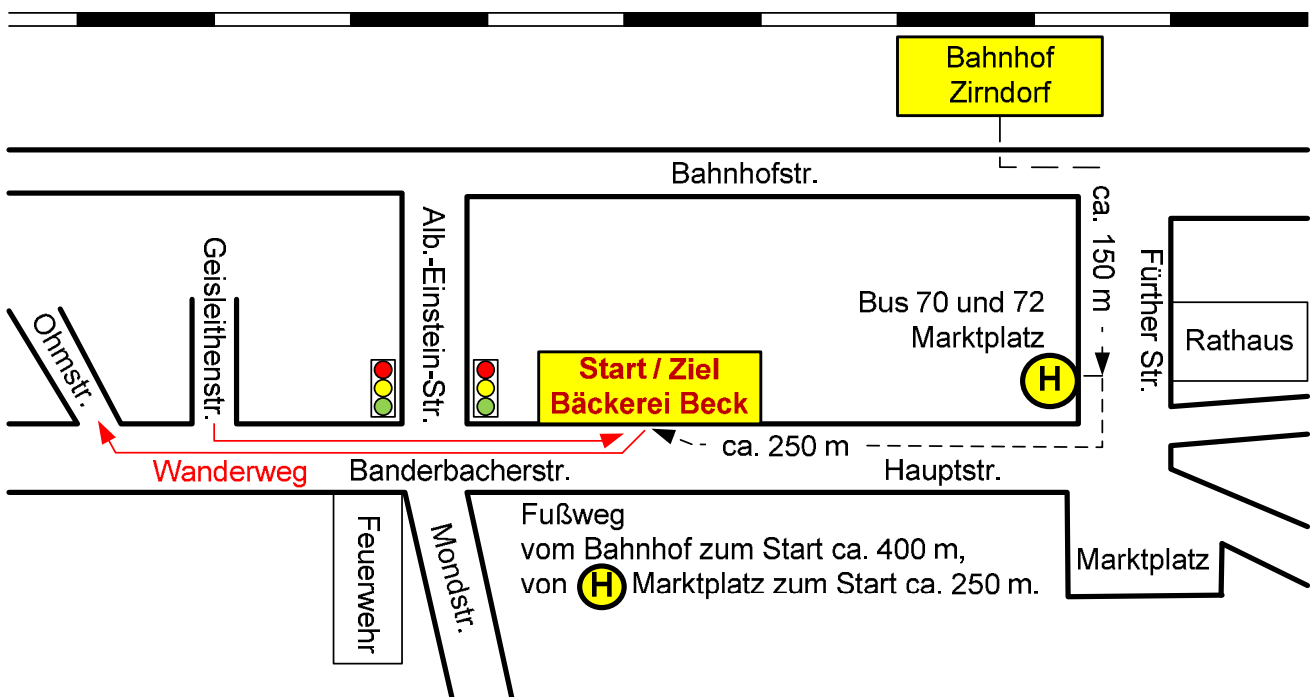 Bahnhof
Zirndorf
Bahnhofstr.
ca. 150 m
Alb.-Einstein-Str.
Geisleithenstr.
Fürther Str.
Ohmstr.
Bus 70 und 72
Marktplatz
H
Rathaus
Start / Ziel
Bäckerei Beck
ca. 250 m
Wanderweg
Banderbacherstr.
Hauptstr.
Feuerwehr
Mondstr.
Fußweg
vom Bahnhof zum Start ca. 400 m,
von H Marktplatz zum Start ca. 250 m.
Marktplatz